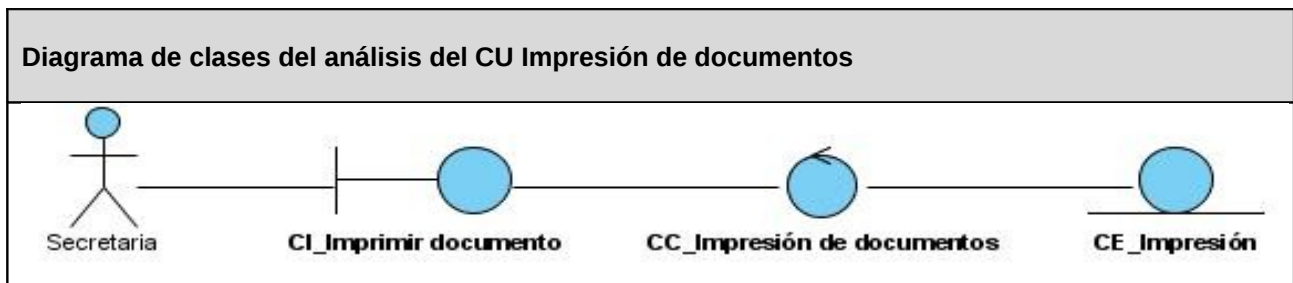 Diagrama de clases del análisis del CU Impresión de documentos
Secretaria
CI_Imprimir documento
CC_Impresión de documentos
CE_Impresión